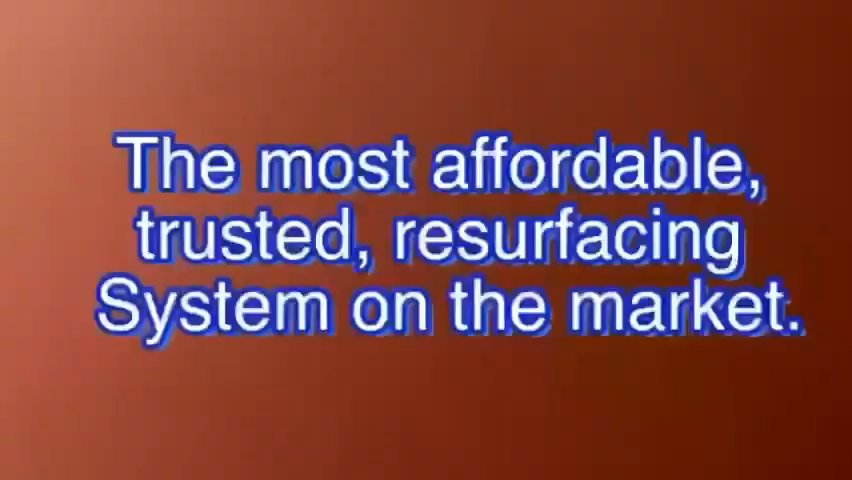 The most affordable,
trusted, resurfacing
System on the market.